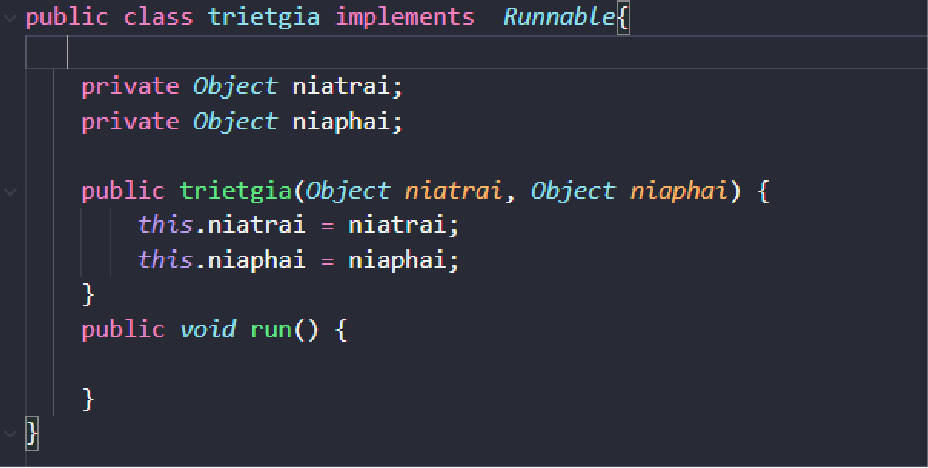 public class trietgia implements  Runnable{
private Object niatrai;
private Object niaphai;
public trietgia(Object niatrai, Object niaphai) {
this.niatrai = niatrai;
this.niaphai = niaphai;
}
public void run() {
}
}